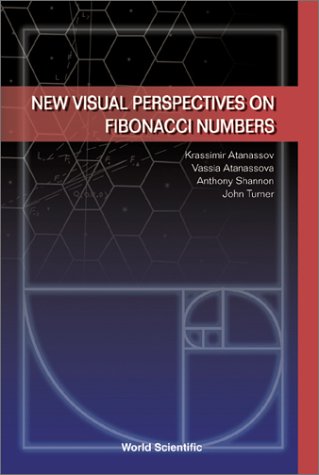 NEW VISUAL PERSPECTIVES ON
FIBONACCI NUMBERS
Krassimir Atanassov
Vassia Atanassova
Anthony Shannon
John Turner
World Scientific